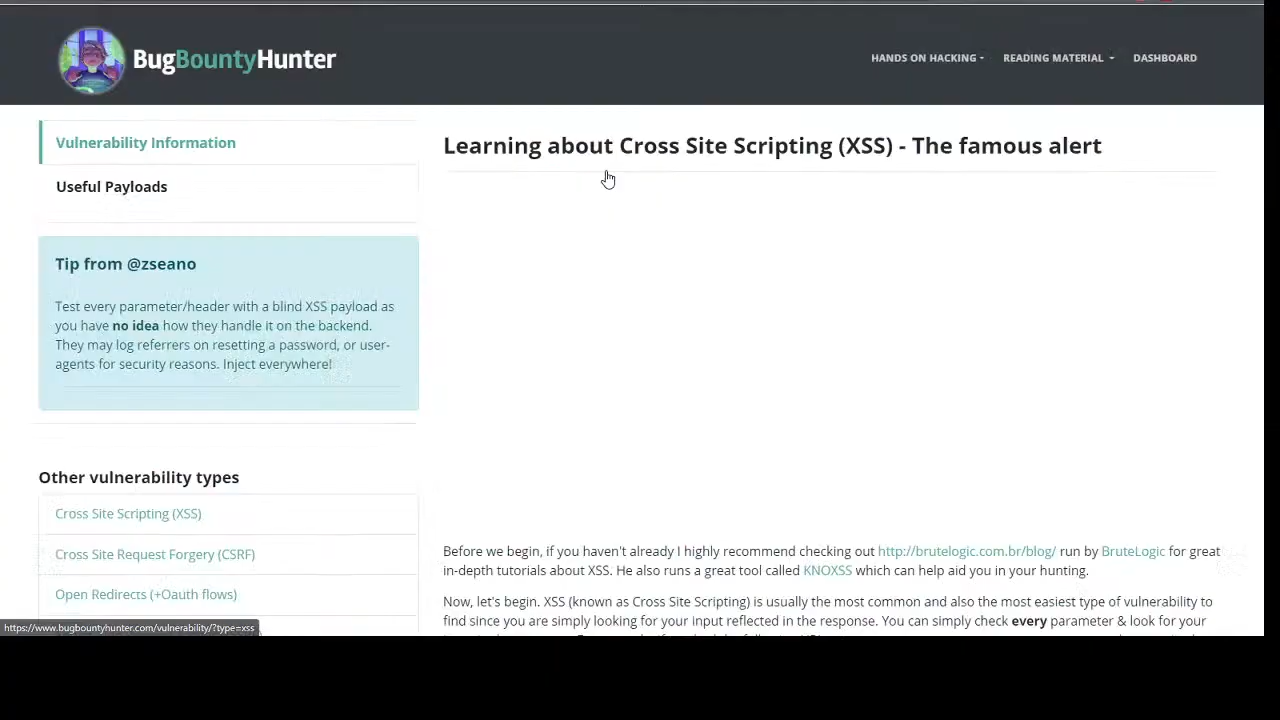 BugBountyHunter
HANDS ON HACKING
READING MATERIAL
DASHBOARD
Vulnerability Information
Useful Payloads
Tip from @zseano
Test every parameter/header with a blind XSS payload as
you have no idea how they handle it on the backend.
They may log referrers on resetting a password, or user-
agents for security reasons. Inject everywhere!
Other vulnerability types
Cross Site Scripting (XSS)
Cross Site Request Forgery (CSRF)
Open Redirects (+Oauth flows)
https://www.bugbountyhunter.com/vulnerability/?type=xss
Learning about Cross Site Scripting (XSS) - The famous alert
Before we begin, if you haven't already I highly recommend checking out http://brutelogic.com.br/blog/ run by BruteLogic for great
in-depth tutorials about XSS. He also runs a great tool called KNOXSS which can help aid you in your hunting.
Now, let's begin. XSS (known as Cross Site Scripting) is usually the most common and also the most easiest type of vulnerability to
find since you are simply looking for your input reflected in the response. You can simply check every parameter & look for your